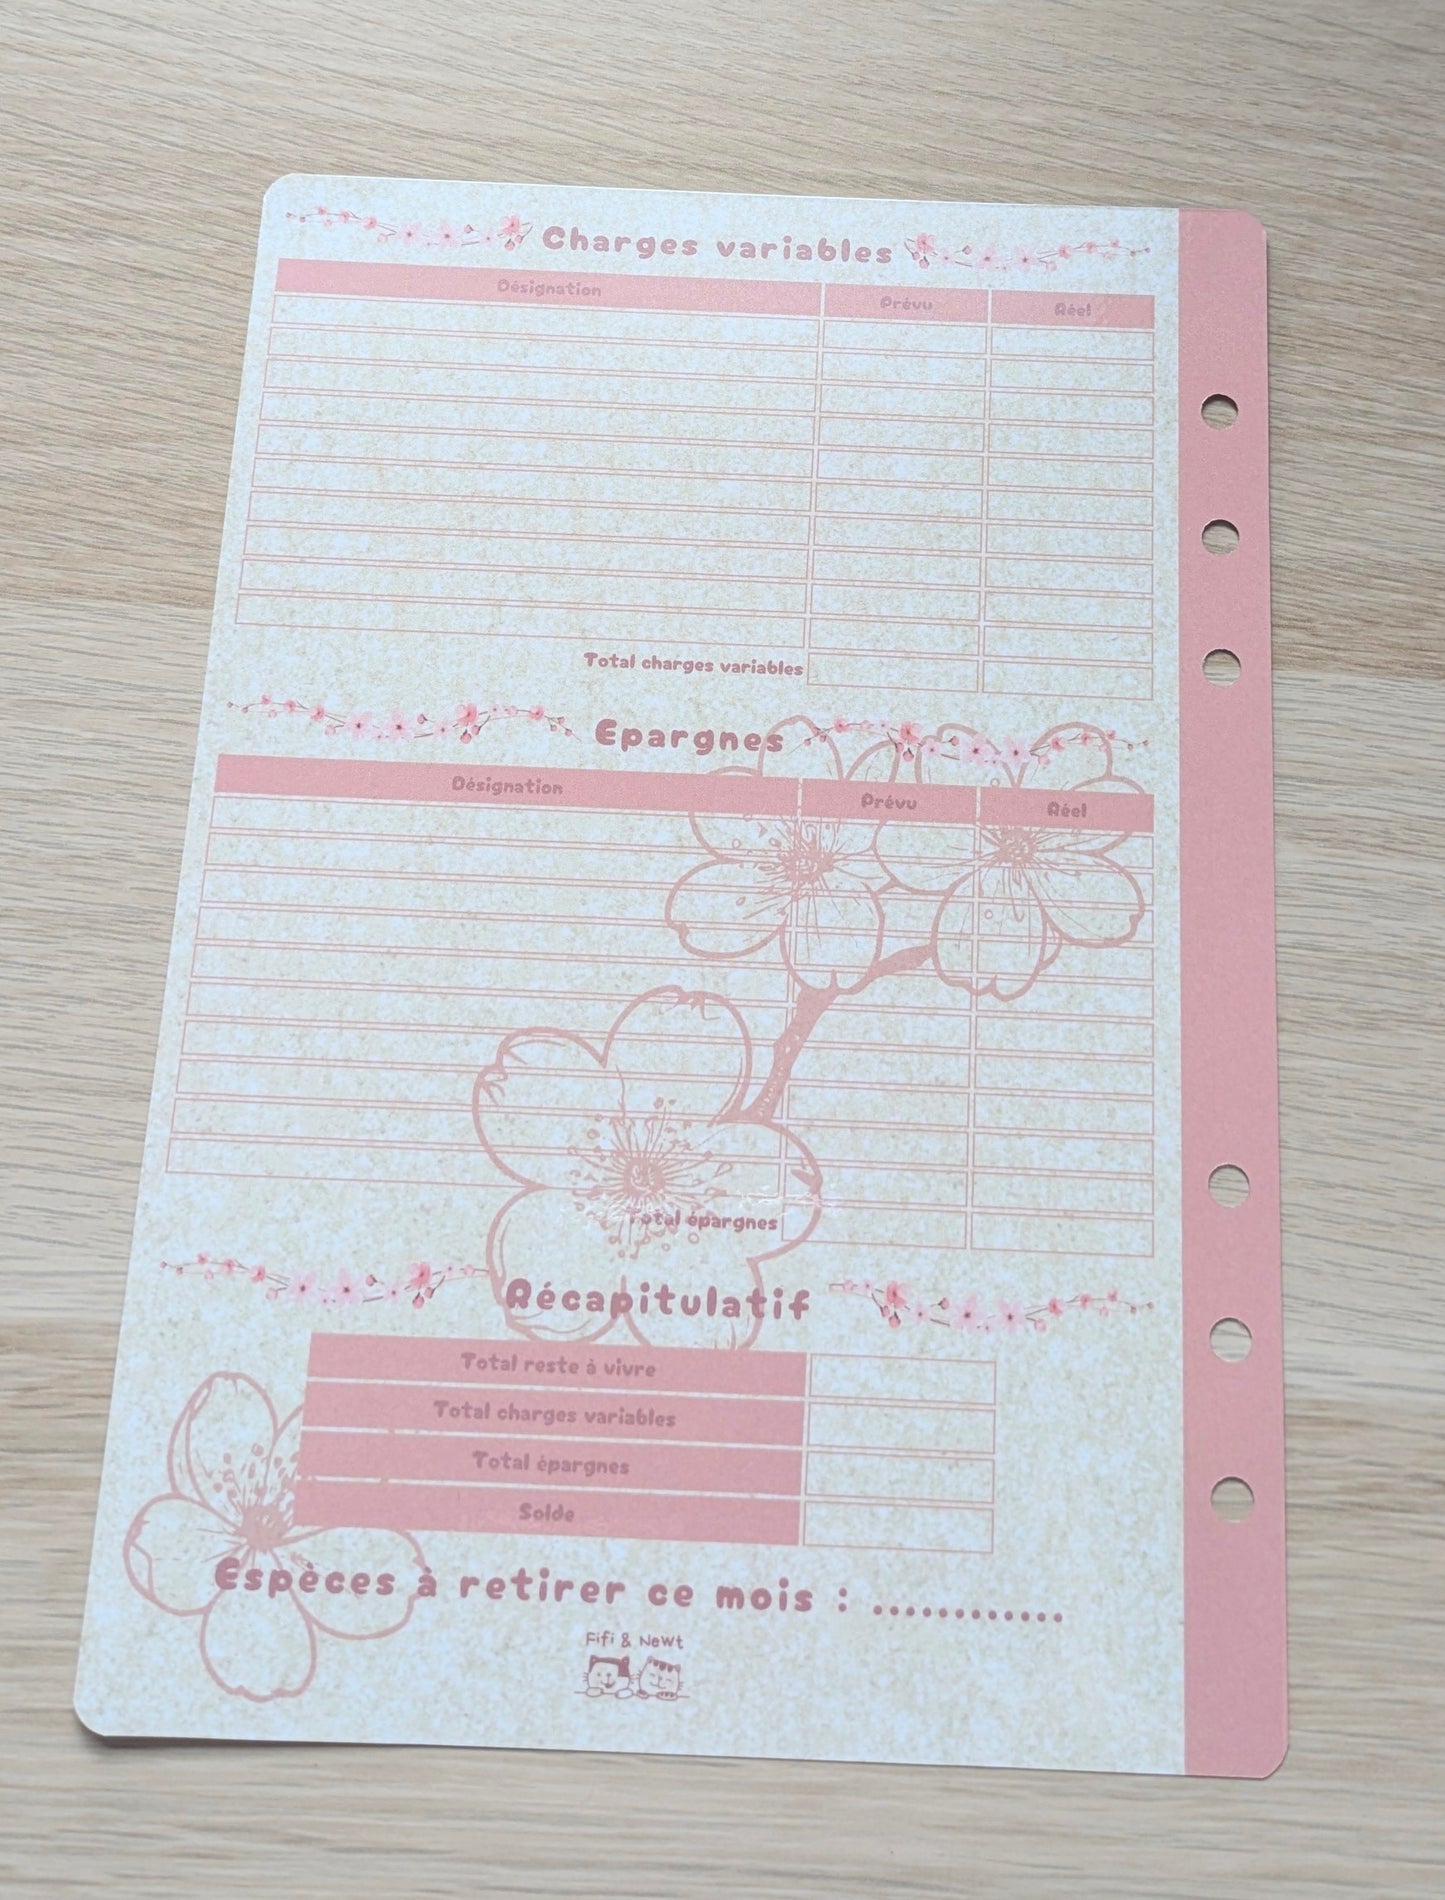 Charges variables
Désignation Prévu Réel
Total charges variables
Epargnes
Désignation Prévu Réel
Total épargnes
Récapitulatif
Total reste à vivre
Total charges variables
Total épargnes
Solde
Espèces à retirer ce mois : ............
Fifi & Newt